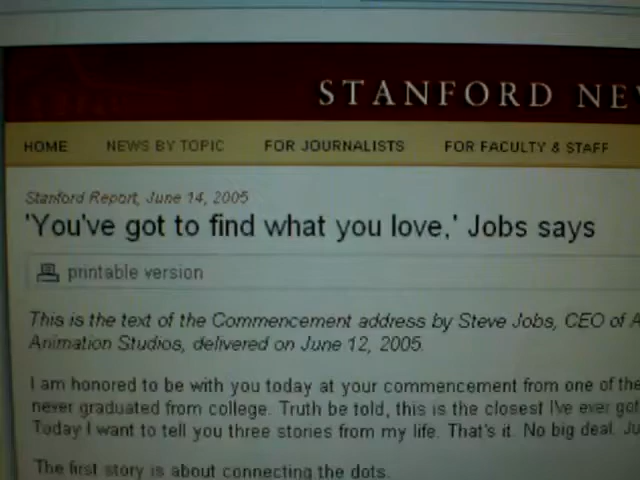 STANFORD NE
HOME NEWS BY TOPIC FOR JOURNALISTS FOR FACULTY & STAFF
Stanford Report, June 14, 2005
'You've got to find what you love,' Jobs says
printable version
This is the text of the Commencement address by Steve Jobs, CEO of A
Animation Studios, delivered on June 12, 2005.
I am honored to be with you today at your commencement from one of the
never graduated from college. Truth be told, this is the closest I've ever got
Today I want to tell you three stories from my life. That's it. No big deal. Ju
The first story is about connecting the dots.